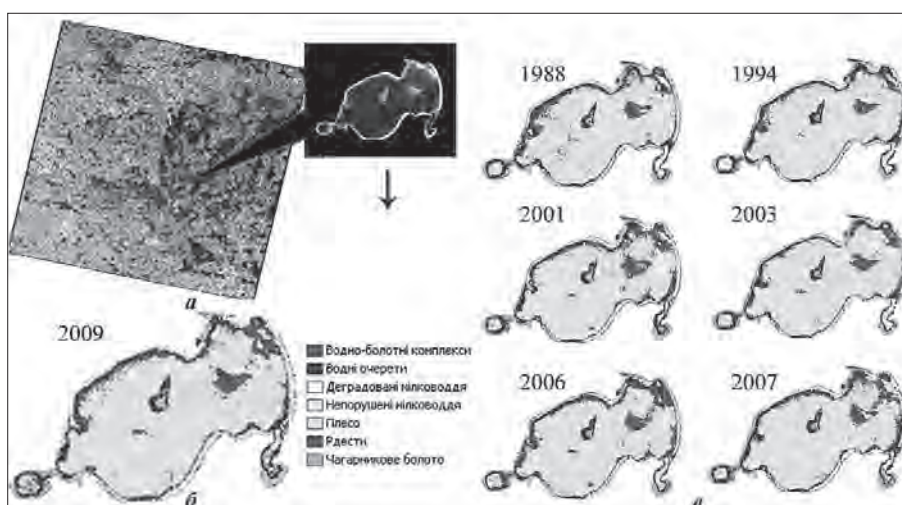 1988
1994
2001
2003
а
2009
Водно-болотні комплекси
Водні очерети
Деградовані мілководдя
Непорушені мілководдя
Плесо
Рдести
Чагарникове болото
2006
2007
б